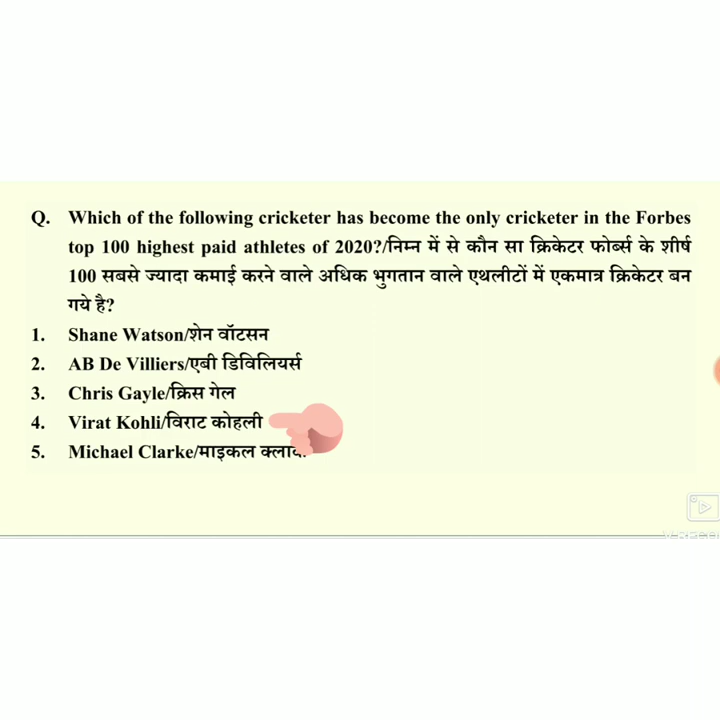 Q. Which of the following cricketer has become the only cricketer in the Forbes
top 100 highest paid athletes of 2020?/निम्न में से कौन सा क्रिकेटर फोर्ब्स के शीर्ष
100 सबसे ज्यादा कमाई करने वाले अधिक भुगतान वाले एथलीटों में एकमात्र क्रिकेटर बन
गये है?
1. Shane Watson/शेन वॉटसन
2. AB De Villiers/एबी डिविलियर्स
3. Chris Gayle/क्रिस गेल
4. Virat Kohli/विराट कोहली
5. Michael Clarke/माइकल